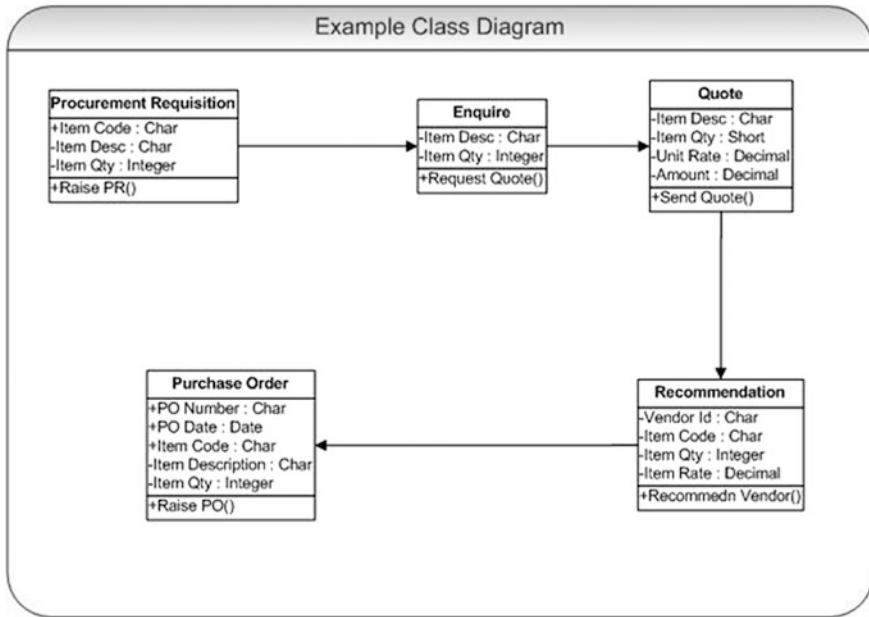 Example Class Diagram
Procurement Requisition
+Item Code : Char
-Item Desc : Char
-Item Qty : Integer
+Raise PR()
Enquire
-Item Desc : Char
-Item Qty : Integer
+Request Quote()
Quote
-Item Desc : Char
-Item Qty : Short
-Unit Rate : Decimal
-Amount : Decimal
+Send Quote()
Purchase Order
+PO Number : Char
+PO Date : Date
+Item Code : Char
-Item Description : Char
-Item Qty : Integer
+Raise PO()
Recommendation
-Vendor Id : Char
-Item Code : Char
-Item Qty : Integer
-Item Rate : Decimal
+Recommedn Vendor()